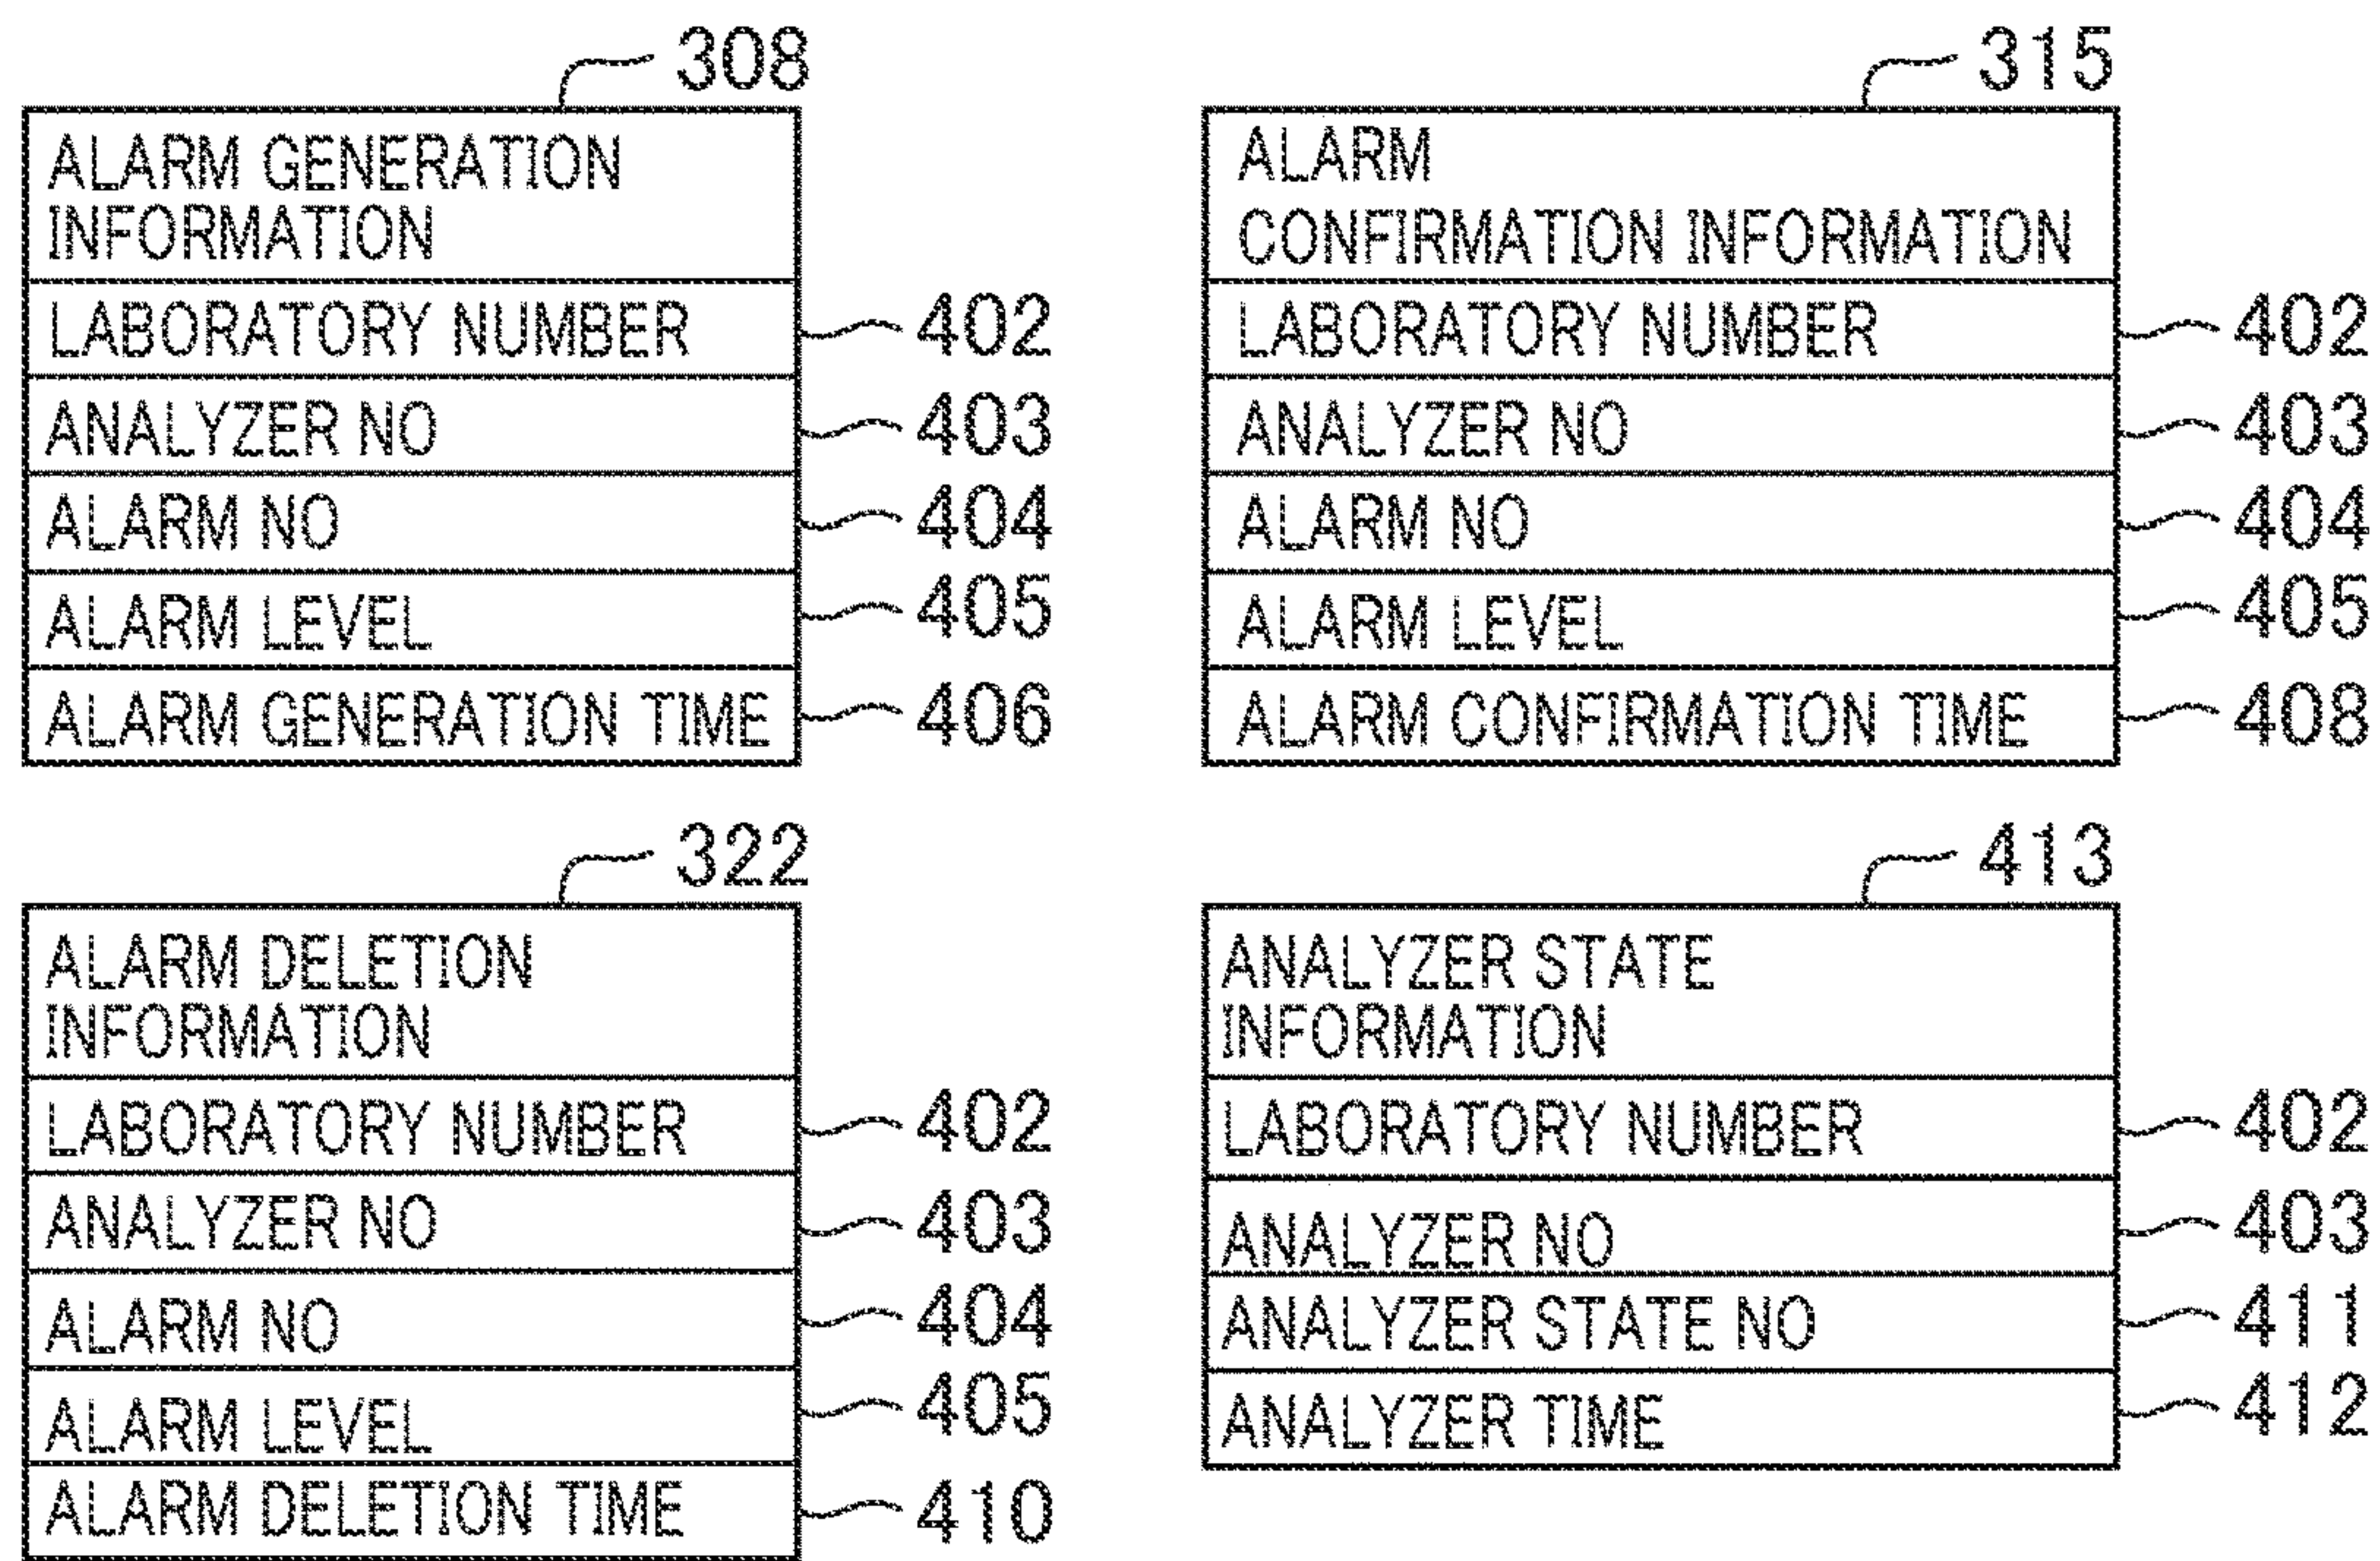 308
ALARM GENERATION
INFORMATION
LABORATORY NUMBER 402
ANALYZER NO 403
ALARM NO 404
ALARM LEVEL 405
ALARM GENERATION TIME 406
315
ALARM
CONFIRMATION INFORMATION
LABORATORY NUMBER 402
ANALYZER NO 403
ALARM NO 404
ALARM LEVEL 405
ALARM CONFIRMATION TIME 408
322
ALARM DELETION
INFORMATION
LABORATORY NUMBER 402
ANALYZER NO 403
ALARM NO 404
ALARM LEVEL 405
ALARM DELETION TIME 410
413
ANALYZER STATE
INFORMATION
LABORATORY NUMBER 402
ANALYZER NO 403
ANALYZER STATE NO 411
ANALYZER TIME 412